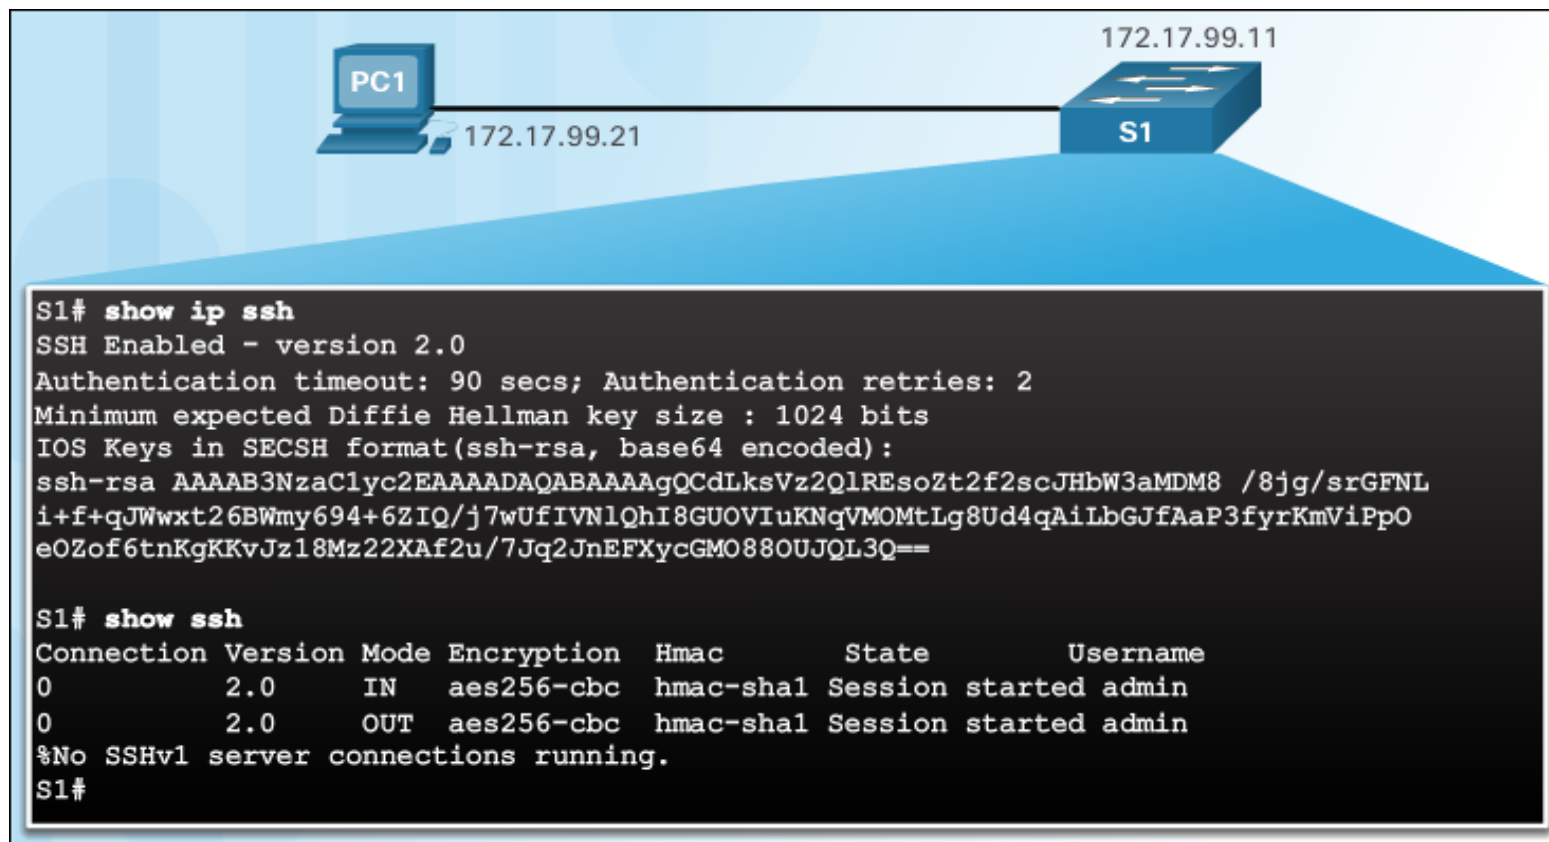 172.17.99.11
PC1
172.17.99.21
S1
S1# show ip ssh
SSH Enabled - version 2.0
Authentication timeout: 90 secs; Authentication retries: 2
Minimum expected Diffie Hellman key size : 1024 bits
IOS Keys in SECSH format(ssh-rsa, base64 encoded):
ssh-rsa AAAAB3NzaC1yc2EAAAADAQABAAAAgQCdLksVz2QlREsoZt2f2scJHbW3aMDM8 /8jg/srGFNL
i+f+qJWwxt26BWmy694+6ZIQ/j7wUfIVNlQhI8GUOVIuKNqVMOMtLg8Ud4qAiLbGJfAaP3fyrKmViPpO
eOZof6tnKgKKvJz18Mz22XAf2u/7Jq2JnEFXycGMO88OUJQL3Q==
S1# show ssh
Connection Version Mode Encryption Hmac State Username
0 2.0 IN aes256-cbc hmac-sha1 Session started admin
0 2.0 OUT aes256-cbc hmac-sha1 Session started admin
%No SSHv1 server connections running.
S1#